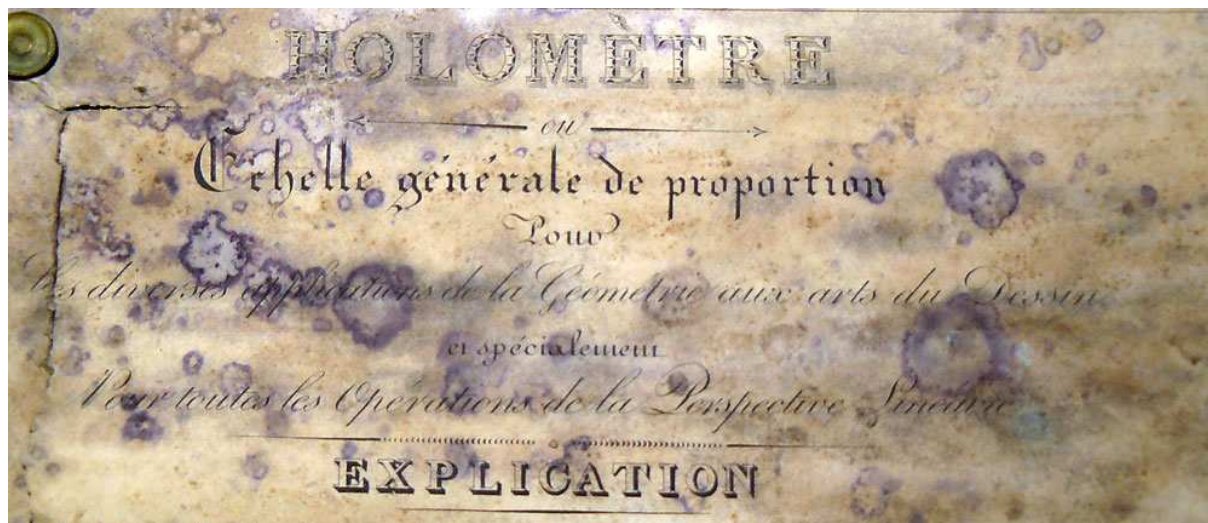 HOLOMÈTRE
ou
Echelle générale de proportion
Pour
Les diverses applications de la Géometrie aux arts du Dessin
et spécialement
Pour toutes les Opérations de la Perspective Linéaire
EXPLICATION